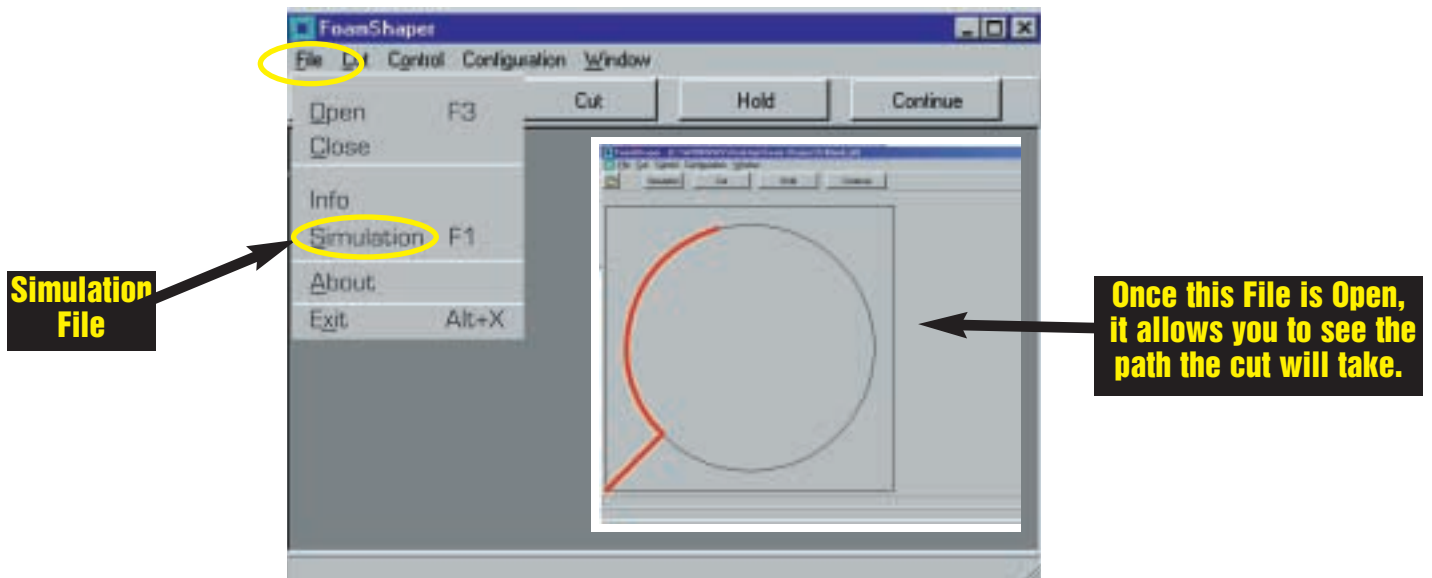 FoamShaper
File Cut Control Configuration Window
Cut Hold Continue
Open F3
Close
Info
Simulation F1
About
Exit Alt+X
Simulation
File
Once this File is Open,
it allows you to see the
path the cut will take.